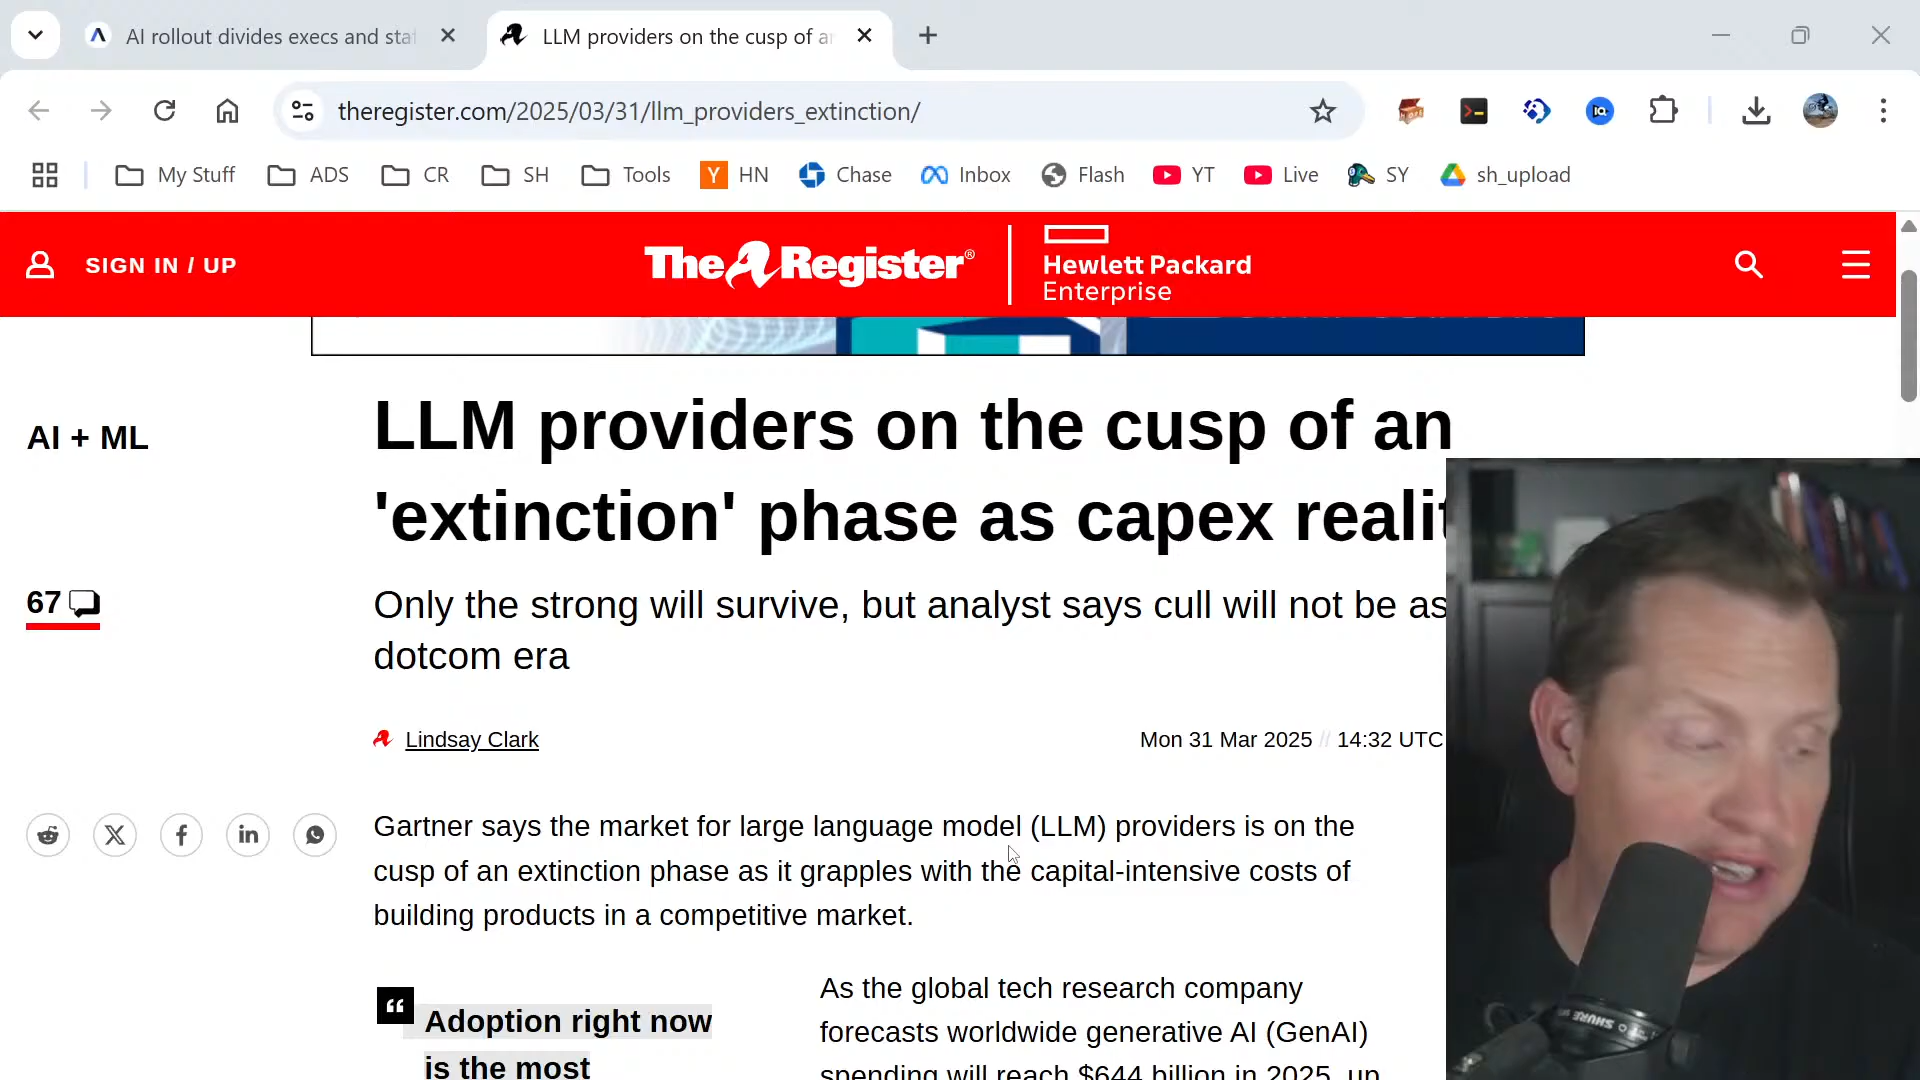 AI rollout divides execs and sta
LLM providers on the cusp of a
theregister.com/2025/03/31/llm_providers_extinction/
My Stuff ADS CR SH Tools HN Chase Inbox Flash YT Live SY sh_upload
SIGN IN / UP
The Register®
Hewlett Packard
Enterprise
AI + ML
LLM providers on the cusp of an
'extinction' phase as capex realit
67
Only the strong will survive, but analyst says cull will not be as
dotcom era
Lindsay Clark
Mon 31 Mar 2025 // 14:32 UTC
Gartner says the market for large language model (LLM) providers is on the
cusp of an extinction phase as it grapples with the capital-intensive costs of
building products in a competitive market.
Adoption right now
is the most
As the global tech research company
forecasts worldwide generative AI (GenAI)
spending will reach $644 billion in 2025, up
SHURE